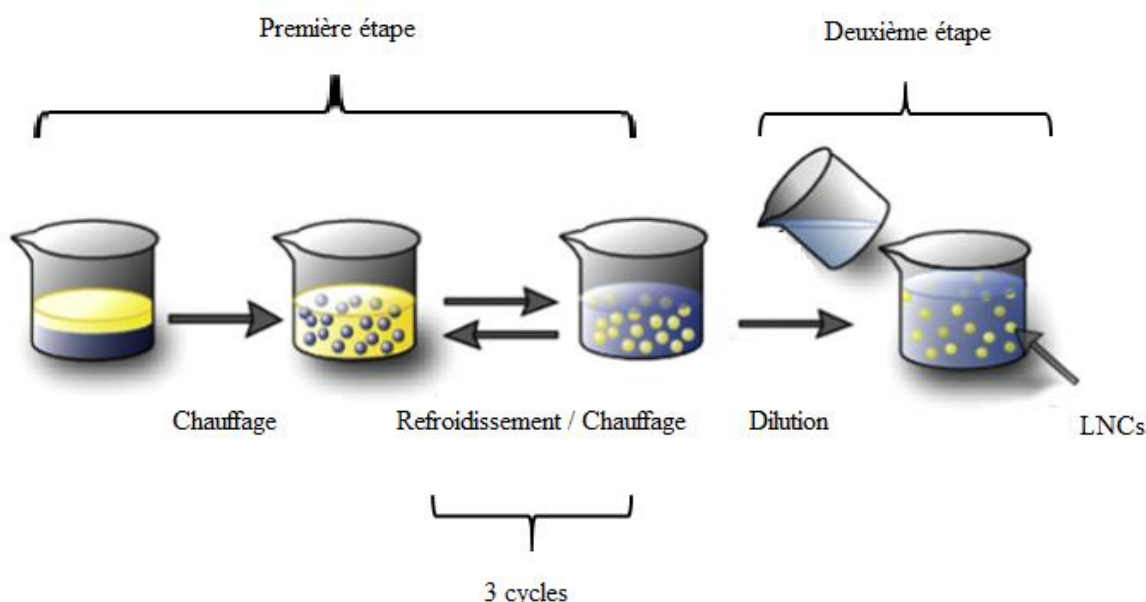 Première étape
Deuxième étape
Chauffage
Refroidissement / Chauffage
Dilution
LNCs
3 cycles